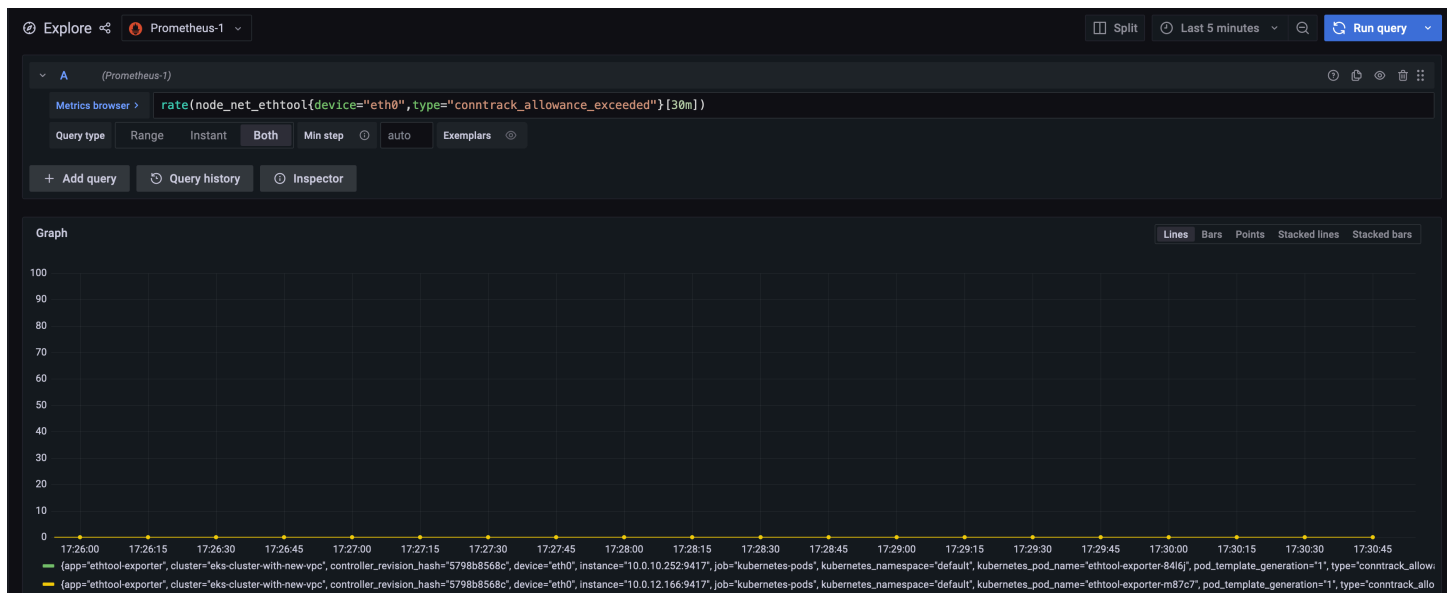 Explore Prometheus-1 Split Last 5 minutes Run query
A (Prometheus-1)
Metrics browser > rate(node_net_ethtool{device="eth0",type="conntrack_allowance_exceeded"}[30m])
Query type Range Instant Both Min step auto Exemplars
+ Add query Query history Inspector
Graph Lines Bars Points Stacked lines Stacked bars
100
90
80
70
60
50
40
30
20
10
0
17:26:00 17:26:15 17:26:30 17:26:45 17:27:00 17:27:15 17:27:30 17:27:45 17:28:00 17:28:15 17:28:30 17:28:45 17:29:00 17:29:15 17:29:30 17:29:45 17:30:00 17:30:15 17:30:30 17:30:45
{app="ethtool-exporter", cluster="eks-cluster-with-new-vpc", controller_revision_hash="5798b8568c", device="eth0", instance="10.0.10.252:9417", job="kubernetes-pods", kubernetes_namespace="default", kubernetes_pod_name="ethtool-exporter-84l6j", pod_template_generation="1", type="conntrack_allowa
{app="ethtool-exporter", cluster="eks-cluster-with-new-vpc", controller_revision_hash="5798b8568c", device="eth0", instance="10.0.12.166:9417", job="kubernetes-pods", kubernetes_namespace="default", kubernetes_pod_name="ethtool-exporter-m87c7", pod_template_generation="1", type="conntrack_allo